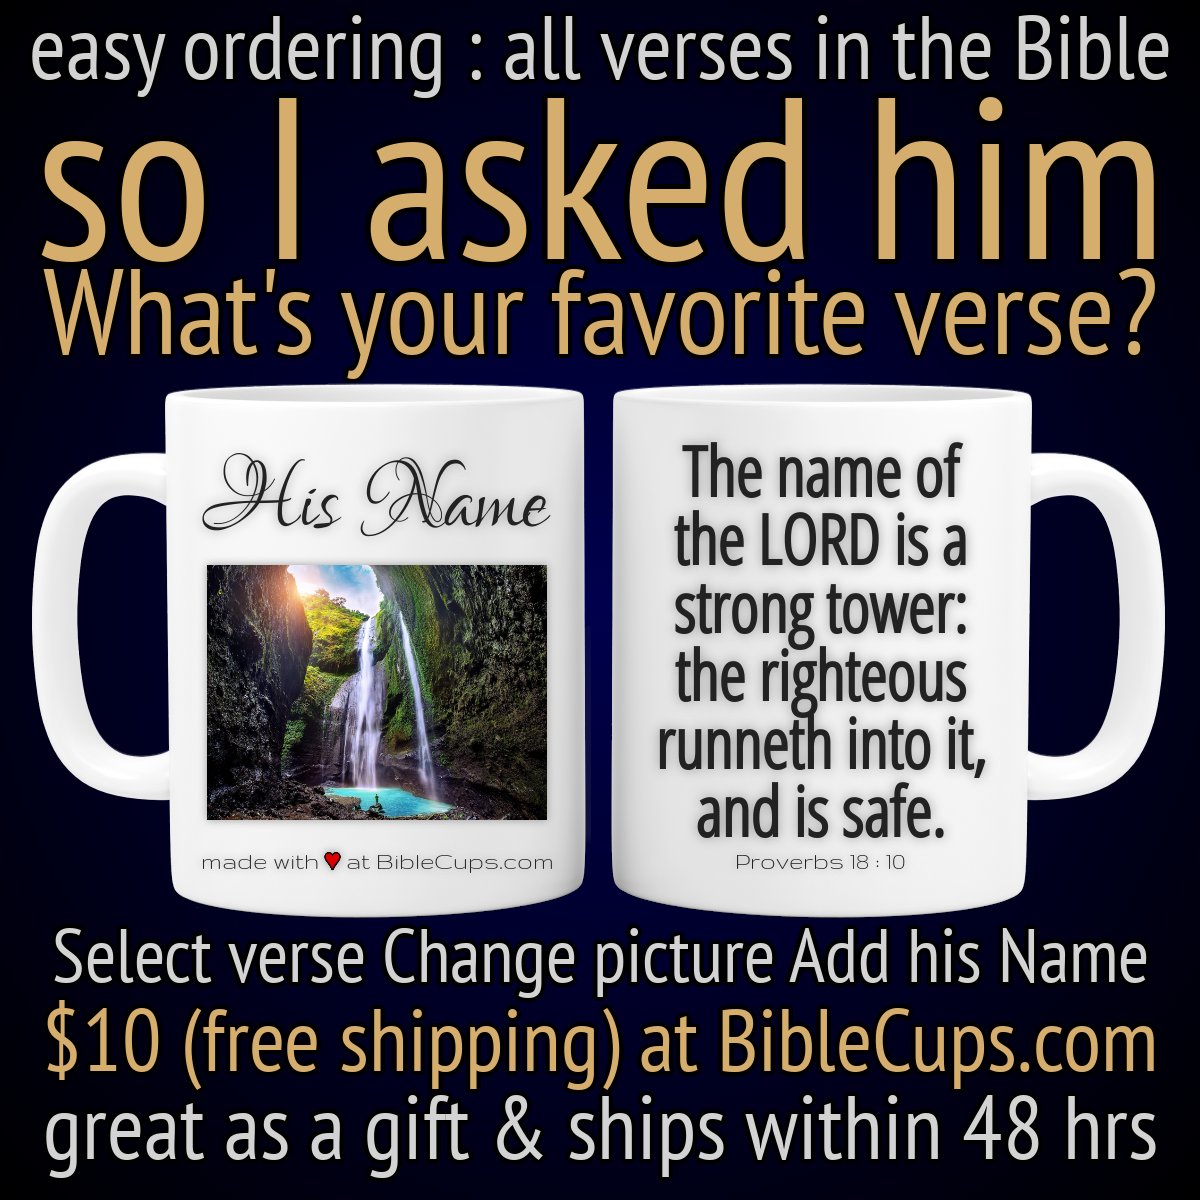 easy ordering : all verses in the Bible
so I asked him
What's your favorite verse?
His Name
made with ♥ at BibleCups.com
The name of
the LORD is a
strong tower:
the righteous
runneth into it,
and is safe.
Proverbs 18 : 10
Select verse Change picture Add his Name
$10 (free shipping) at BibleCups.com
great as a gift & ships within 48 hrs